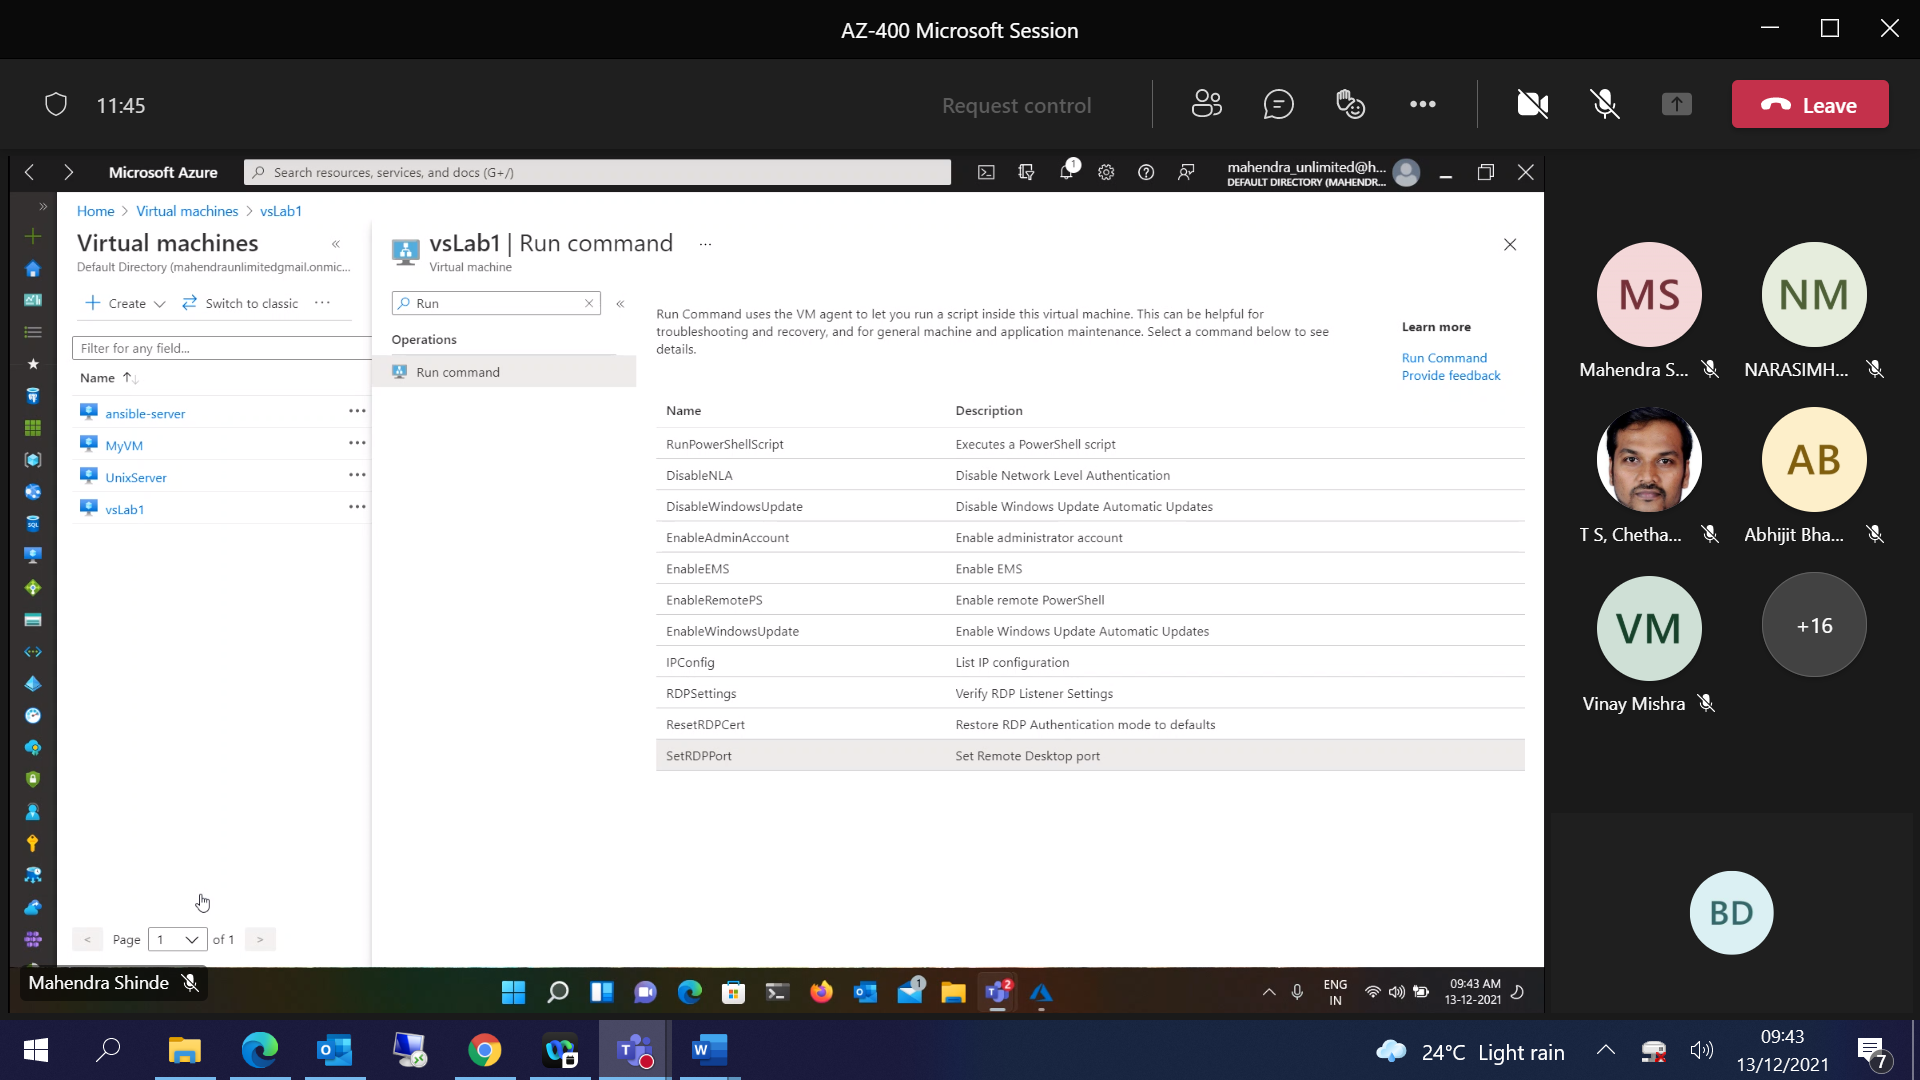 AZ-400 Microsoft Session
11:45
Request control
Leave
Microsoft Azure
Search resources, services, and docs (G+/)
1
mahendra_unlimited@h...
DEFAULT DIRECTORY (MAHENDR...
Home > Virtual machines > vsLab1
Virtual machines
Default Directory (mahendraunlimitedgmail.onmic...
Create
Switch to classic
Filter for any field...
Name
ansible-server
MyVM
UnixServer
vsLab1
Page 1 of 1
vsLab1 | Run command
Virtual machine
Run
Operations
Run command
Run Command uses the VM agent to let you run a script inside this virtual machine. This can be helpful for
troubleshooting and recovery, and for general machine and application maintenance. Select a command below to see
details.
Learn more
Run Command
Provide feedback
Name Description
RunPowerShellScript Executes a PowerShell script
DisableNLA Disable Network Level Authentication
DisableWindowsUpdate Disable Windows Update Automatic Updates
EnableAdminAccount Enable administrator account
EnableEMS Enable EMS
EnableRemotePS Enable remote PowerShell
EnableWindowsUpdate Enable Windows Update Automatic Updates
IPConfig List IP configuration
RDPSettings Verify RDP Listener Settings
ResetRDPCert Restore RDP Authentication mode to defaults
SetRDPPort Set Remote Desktop port
MS
Mahendra S...
NM
NARASIMH...
T S, Chetha...
AB
Abhijit Bha...
VM
Vinay Mishra
+16
BD
Mahendra Shinde
1
2
ENG
IN
09:43 AM
13-12-2021
24°C Light rain
09:43
13/12/2021
7